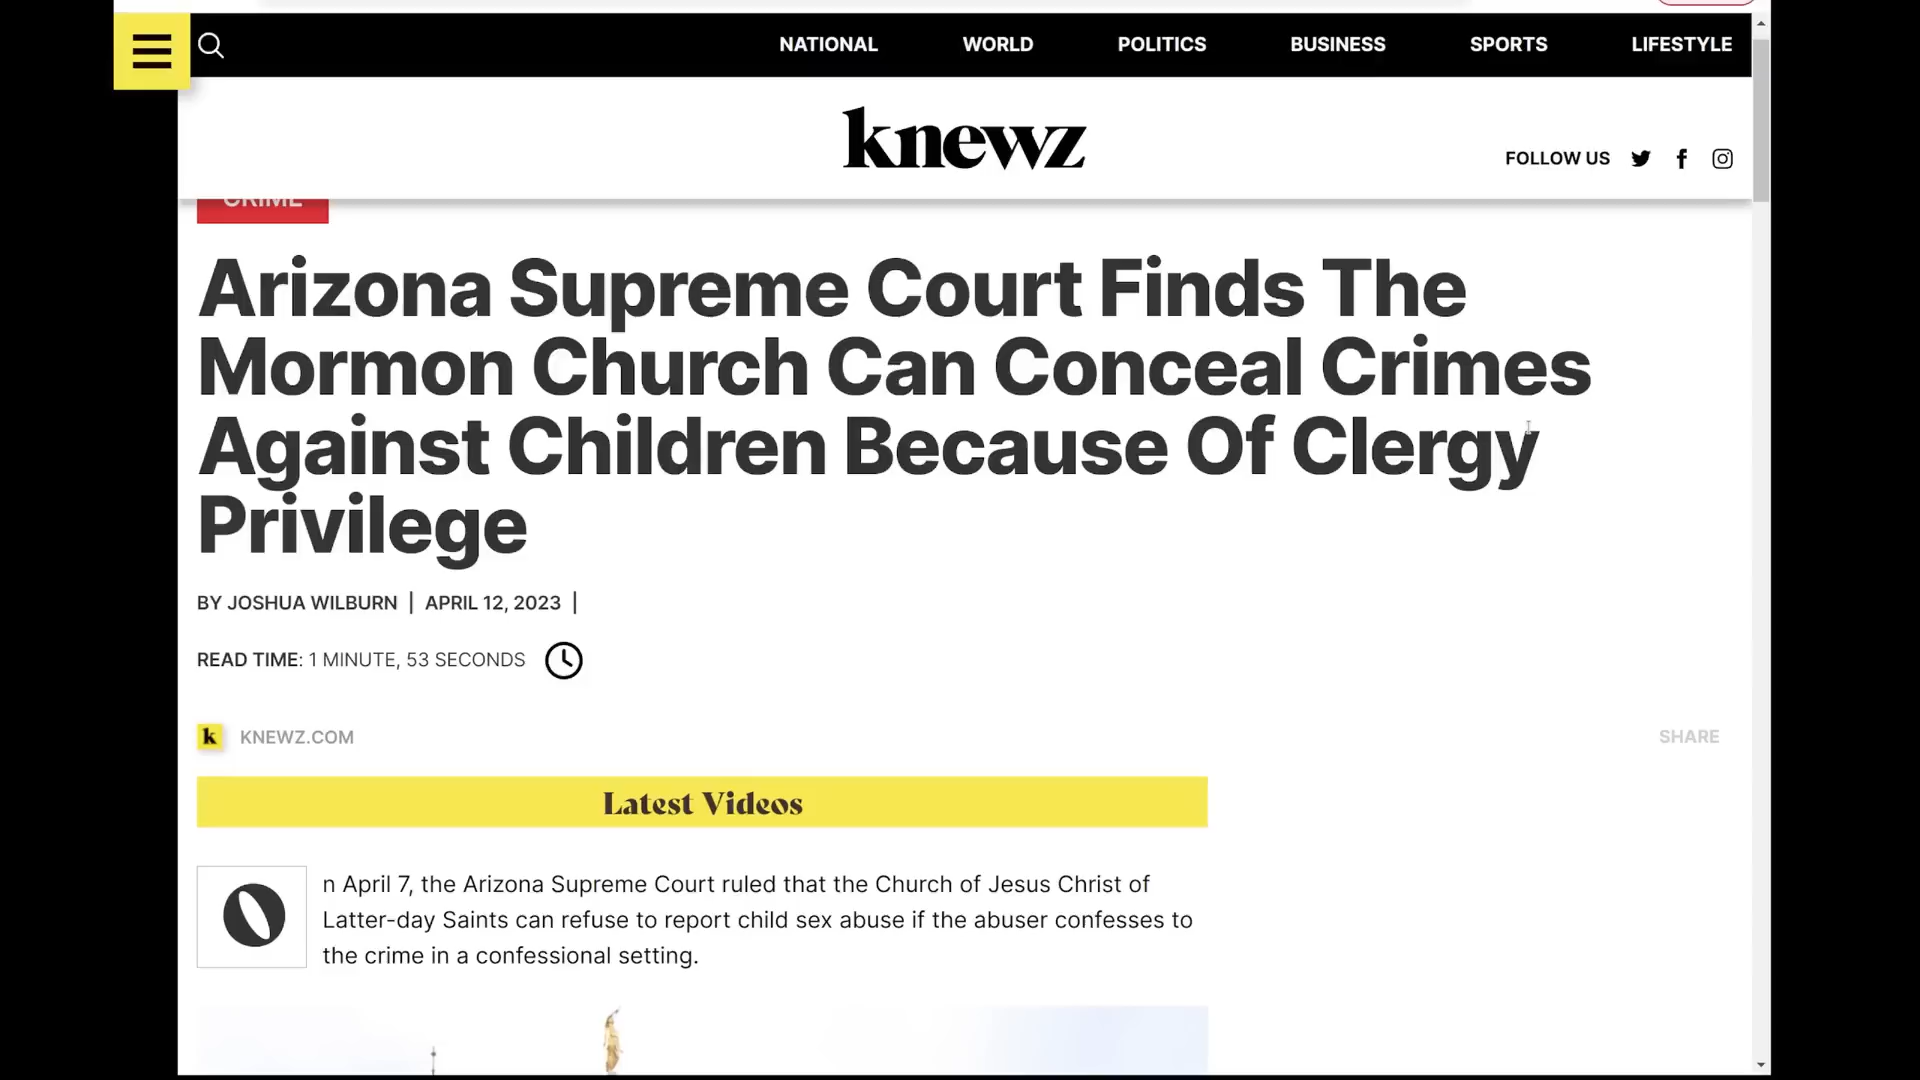 NATIONAL WORLD POLITICS BUSINESS SPORTS LIFESTYLE
knewz
FOLLOW US
CRIME
Arizona Supreme Court Finds The
Mormon Church Can Conceal Crimes
Against Children Because Of Clergy
Privilege
BY JOSHUA WILBURN | APRIL 12, 2023 |
READ TIME: 1 MINUTE, 53 SECONDS
k KNEWZ.COM
SHARE
Latest Videos
On April 7, the Arizona Supreme Court ruled that the Church of Jesus Christ of
Latter-day Saints can refuse to report child sex abuse if the abuser confesses to
the crime in a confessional setting.